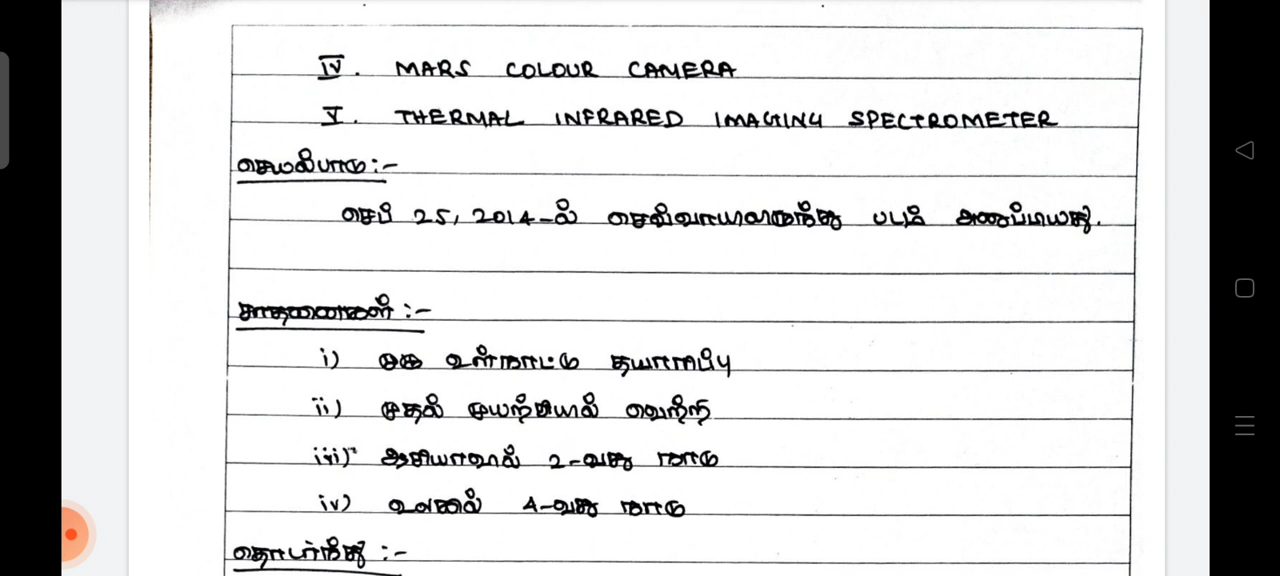 IV. MARS COLOUR CAMERA
V. THERMAL INFRARED IMAGING SPECTROMETER
செயல்பாடு :-
செப் 25, 2014-ல் செவ்வாயிலிருந்து படம் அனுப்பியது.
சாதனைகள் :-
i) முழு உள்நாட்டு தயாரிப்பு
ii) முதல் முயற்சியில் வெற்றி
iii) ஆசியாவில் 2-வது நாடு
iv) உலகில் 4-வது நாடு
தொடர்ந்து :-